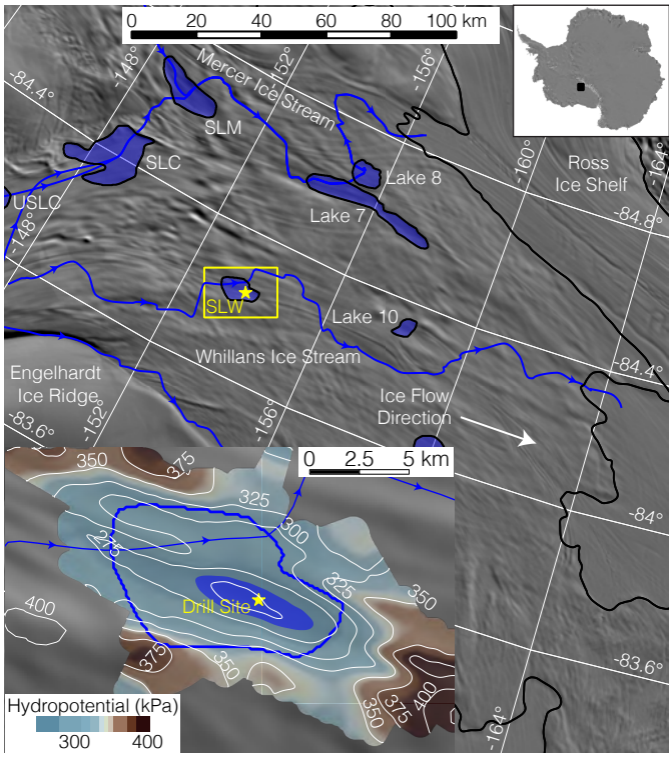 0 20 40 60 80 100 km
-148°
-152°
-156°
-84.4°
Mercer Ice Stream
SLM
SLC
USLC
-148°
-160°
-164°
Ross
Ice Shelf
Lake 8
Lake 7
-84.8°
SLW
Lake 10
Whillans Ice Stream
-84.4°
Engelhardt
Ice Ridge
-152°
-156°
-84°
Ice Flow
Direction
-83.6°
0 2.5 5 km
-84°
350
375
325
300
275
325
350
400
Drill Site
375
350
350
375
400
-83.6°
-164°
Hydropotential (kPa)
300 400